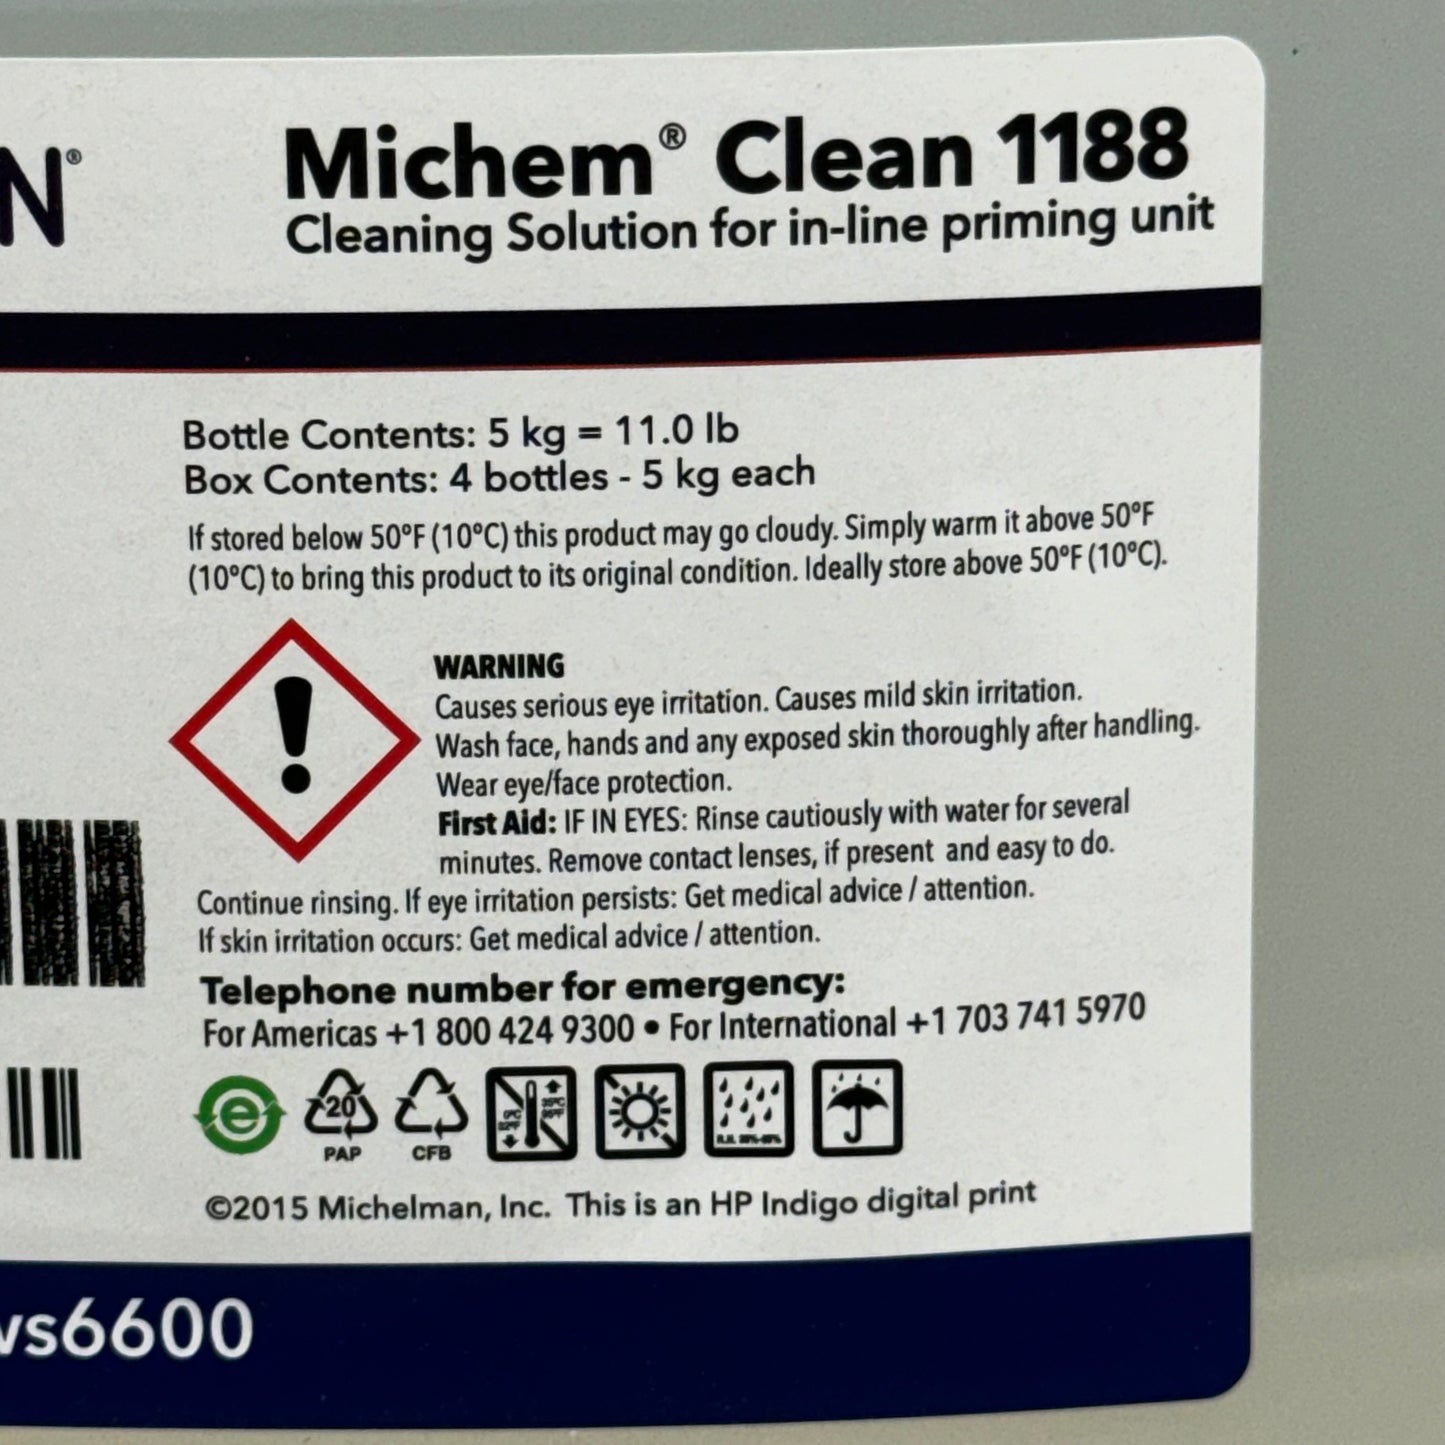 N®
Michem® Clean 1188
Cleaning Solution for in-line priming unit
Bottle Contents: 5 kg = 11.0 lb
Box Contents: 4 bottles - 5 kg each
If stored below 50°F (10°C) this product may go cloudy. Simply warm it above 50°F
(10°C) to bring this product to its original condition. Ideally store above 50°F (10°C).
WARNING
Causes serious eye irritation. Causes mild skin irritation.
Wash face, hands and any exposed skin thoroughly after handling.
Wear eye/face protection.
First Aid: IF IN EYES: Rinse cautiously with water for several
minutes. Remove contact lenses, if present and easy to do.
Continue rinsing. If eye irritation persists: Get medical advice / attention.
If skin irritation occurs: Get medical advice / attention.
Telephone number for emergency:
For Americas +1 800 424 9300 • For International +1 703 741 5970
e
20
PAP
CFB
©2015 Michelman, Inc. This is an HP Indigo digital print
ws6600